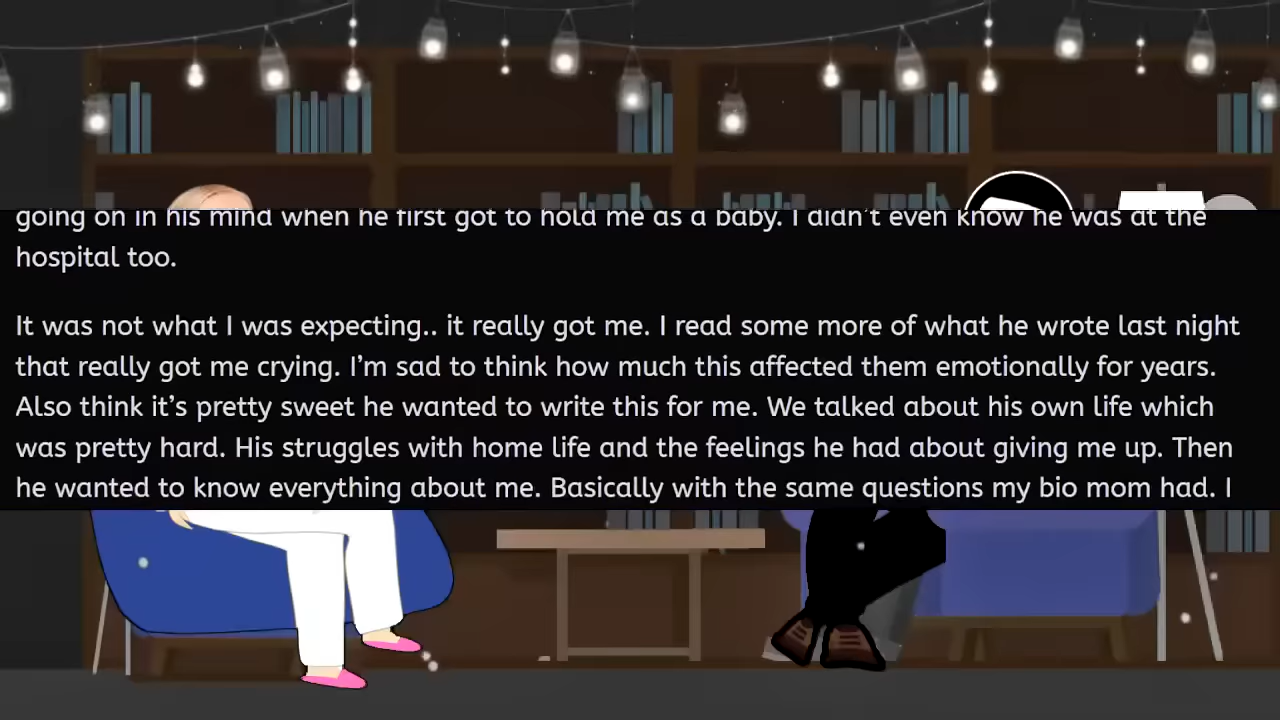 going on in his mind when he first got to hold me as a baby. I didn’t even know he was at the
hospital too.
It was not what I was expecting.. it really got me. I read some more of what he wrote last night
that really got me crying. I’m sad to think how much this affected them emotionally for years.
Also think it’s pretty sweet he wanted to write this for me. We talked about his own life which
was pretty hard. His struggles with home life and the feelings he had about giving me up. Then
he wanted to know everything about me. Basically with the same questions my bio mom had. I